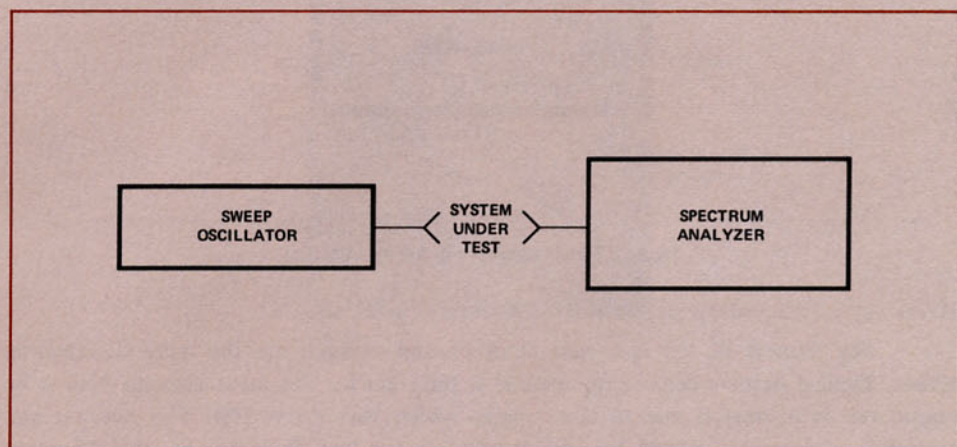 SWEEP
OSCILLATOR
SYSTEM
UNDER
TEST
SPECTRUM
ANALYZER